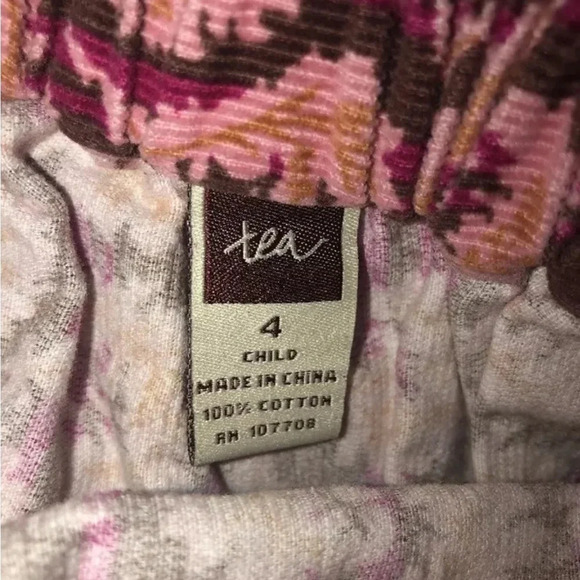 tea
4
CHILD
MADE IN CHINA
100% COTTON
RN 107708